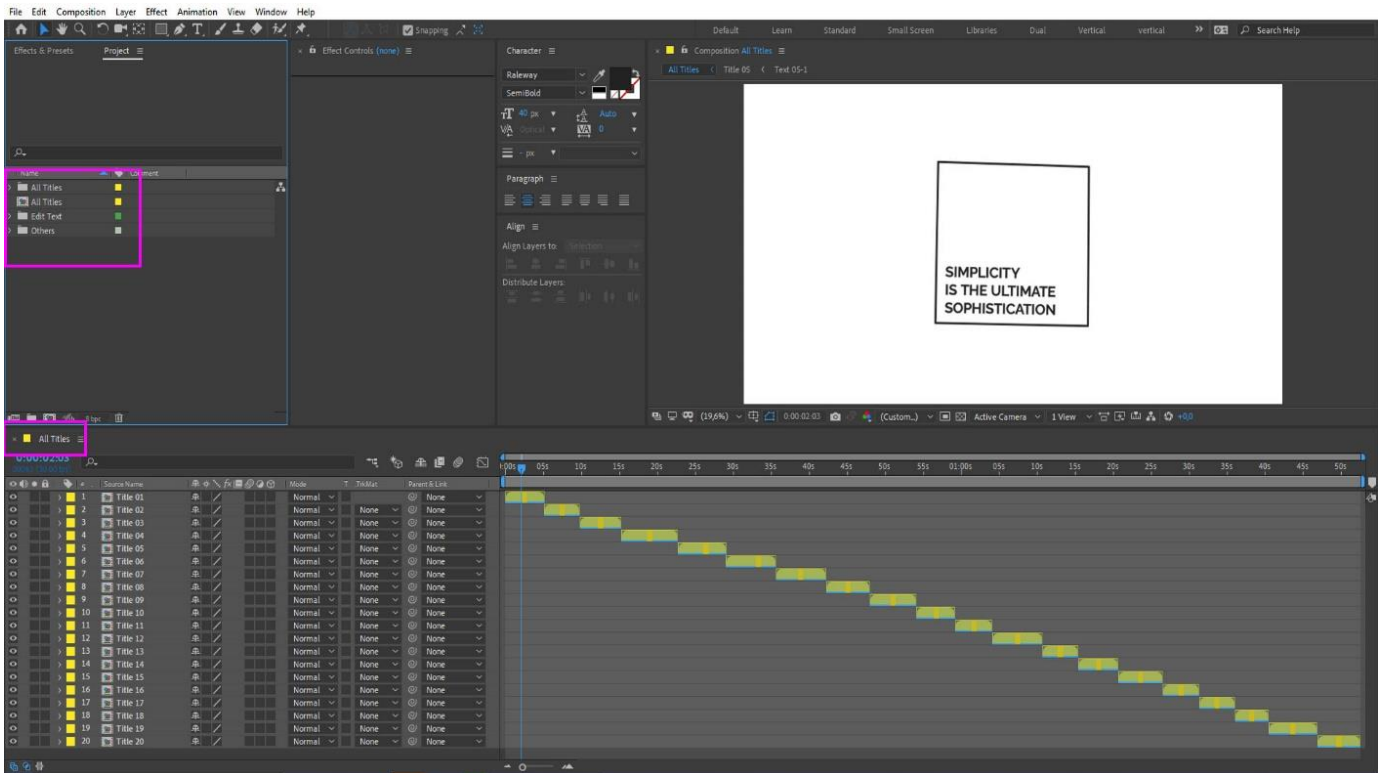 File Edit Composition Layer Effect Animation View Window Help
Snapping
Default Learn Standard Small Screen Libraries Dual Vertical vertical Search Help
Effects & Presets Project
Effect Controls (none)
Character
Composition All Titles
All Titles Title 05 Text 05-1
Raleway
SemiBold
40 px Auto
Optical 0
- px
Paragraph
Align
Align Layers to: Selection
Distribute Layers:
Name Comment
All Titles
All Titles
Edit Text
Others
SIMPLICITY
IS THE ULTIMATE
SOPHISTICATION
8 bpc
(19,6%) 0:00:02:03 (Custom...) Active Camera 1 View +0,0
All Titles
0:00:02:03
# Source Name Mode T TrkMat Parent & Link
:00s 05s 10s 15s 20s 25s 30s 35s 40s 45s 50s 55s 01:00s 05s 10s 15s 20s 25s 30s 35s 40s 45s 50s
1 Title 01 Normal None
2 Title 02 Normal None None
3 Title 03 Normal None None
4 Title 04 Normal None None
5 Title 05 Normal None None
6 Title 06 Normal None None
7 Title 07 Normal None None
8 Title 08 Normal None None
9 Title 09 Normal None None
10 Title 10 Normal None None
11 Title 11 Normal None None
12 Title 12 Normal None None
13 Title 13 Normal None None
14 Title 14 Normal None None
15 Title 15 Normal None None
16 Title 16 Normal None None
17 Title 17 Normal None None
18 Title 18 Normal None None
19 Title 19 Normal None None
20 Title 20 Normal None None